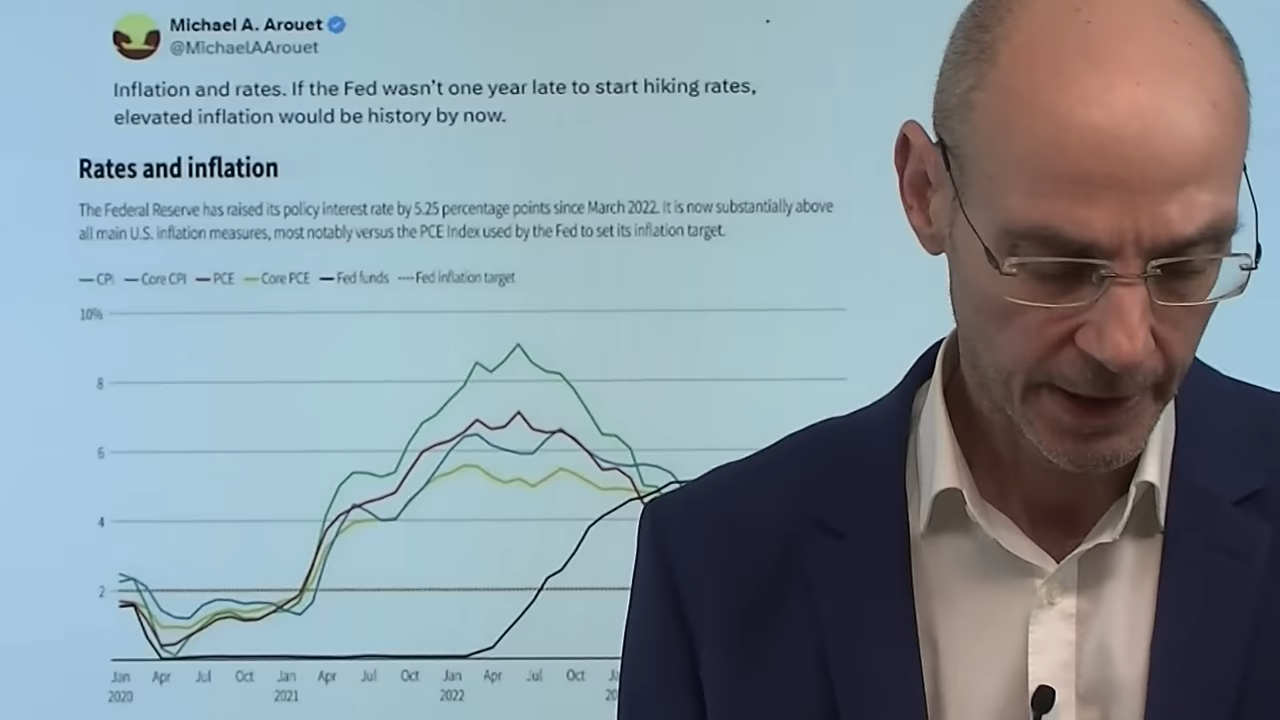 Michael A. Arouet
@MichaelAArouet
Inflation and rates. If the Fed wasn't one year late to start hiking rates,
elevated inflation would be history by now.
Rates and inflation
The Federal Reserve has raised its policy interest rate by 5.25 percentage points since March 2022. It is now substantially above
all main U.S. inflation measures, most notably versus the PCE Index used by the Fed to set its inflation target.
CPI Core CPI PCE Core PCE Fed funds Fed inflation target
10%
8
6
4
2
Jan Apr Jul Oct Jan Apr Jul Oct Jan Apr Jul Oct
2020 2021 2022